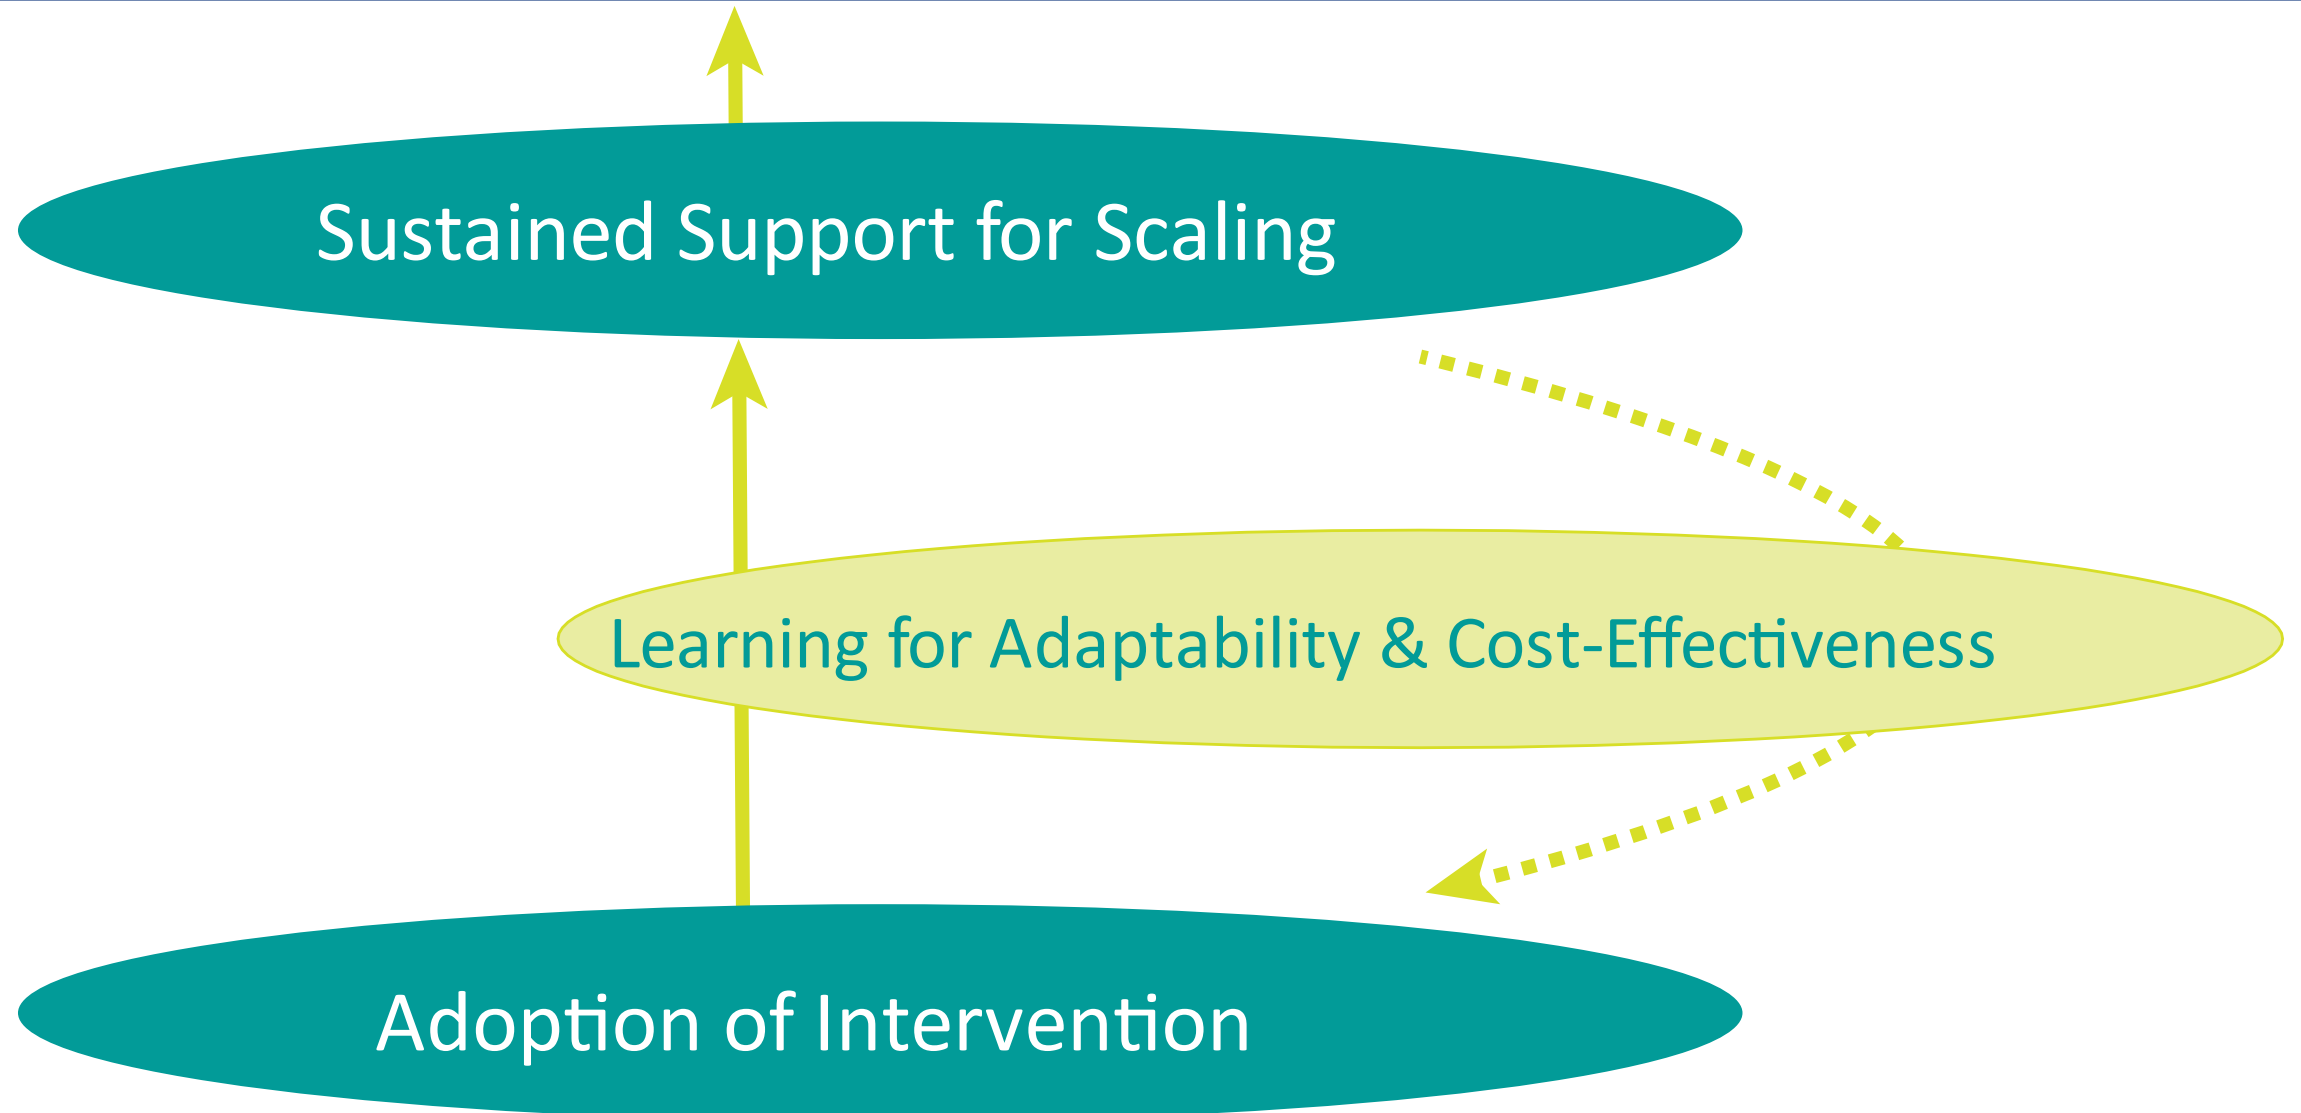 Sustained Support for Scaling
Learning for Adaptability & Cost-Effectiveness
Adoption of Intervention